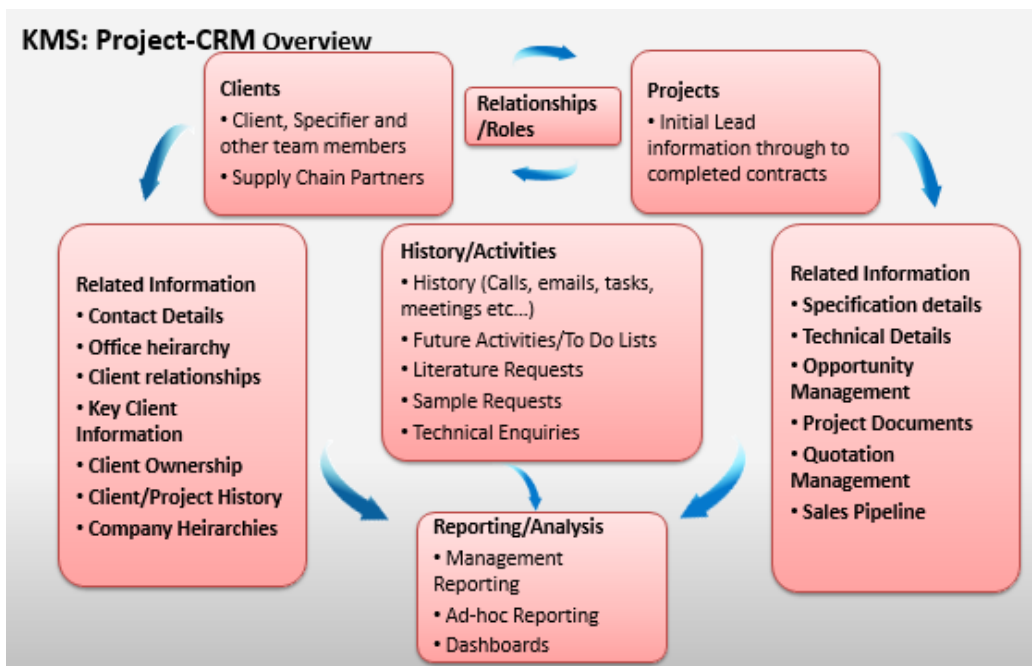 KMS: Project-CRM Overview
Clients
• Client, Specifier and
other team members
• Supply Chain Partners
Relationships
/Roles
Projects
• Initial Lead
information through to
completed contracts
Related Information
• Contact Details
• Office heirarchy
• Client relationships
• Key Client
Information
• Client Ownership
• Client/Project History
• Company Heirarchies
History/Activities
• History (Calls, emails, tasks,
meetings etc...)
• Future Activities/To Do Lists
• Literature Requests
• Sample Requests
• Technical Enquiries
Related Information
• Specification details
• Technical Details
• Opportunity
Management
• Project Documents
• Quotation
Management
• Sales Pipeline
Reporting/Analysis
• Management
Reporting
• Ad-hoc Reporting
• Dashboards